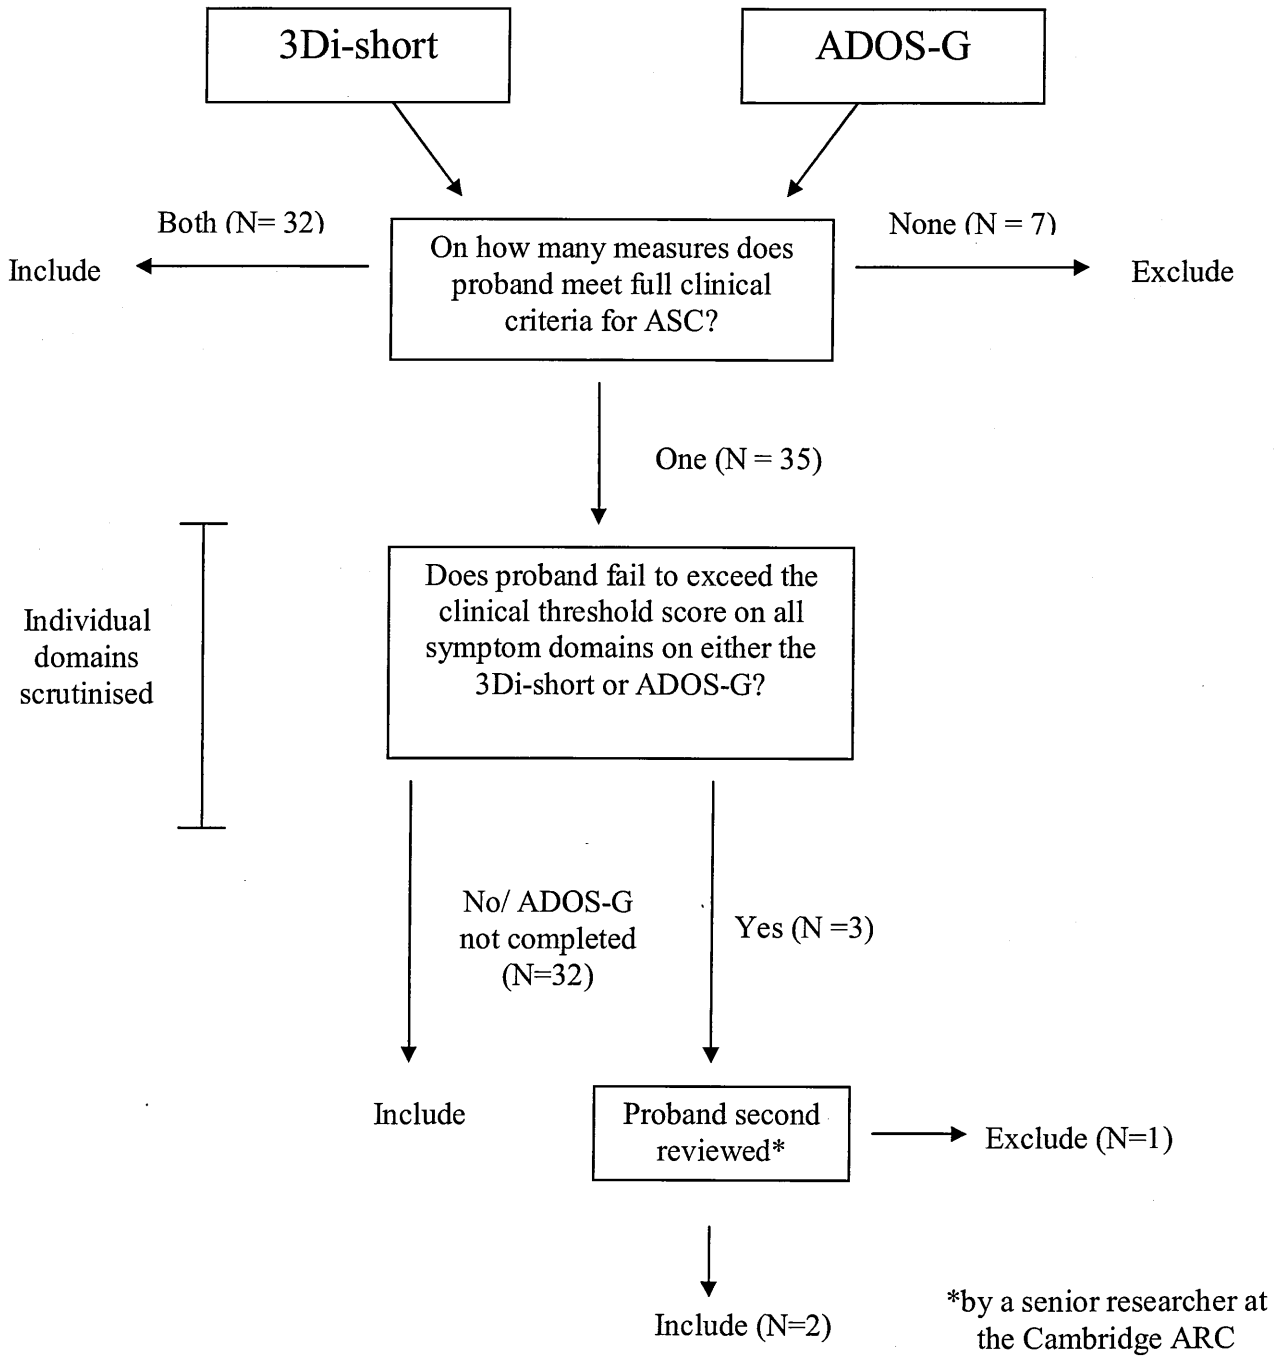 3Di-short
ADOS-G
Both (N= 32)
None (N = 7)
Include
On how many measures does
proband meet full clinical
criteria for ASC?
Exclude
One (N = 35)
Individual
domains
scrutinised
Does proband fail to exceed the
clinical threshold score on all
symptom domains on either the
3Di-short or ADOS-G?
No/ ADOS-G
not completed
(N=32)
Yes (N =3)
Include
Proband second
reviewed*
Exclude (N=1)
Include (N=2)
*by a senior researcher at
the Cambridge ARC